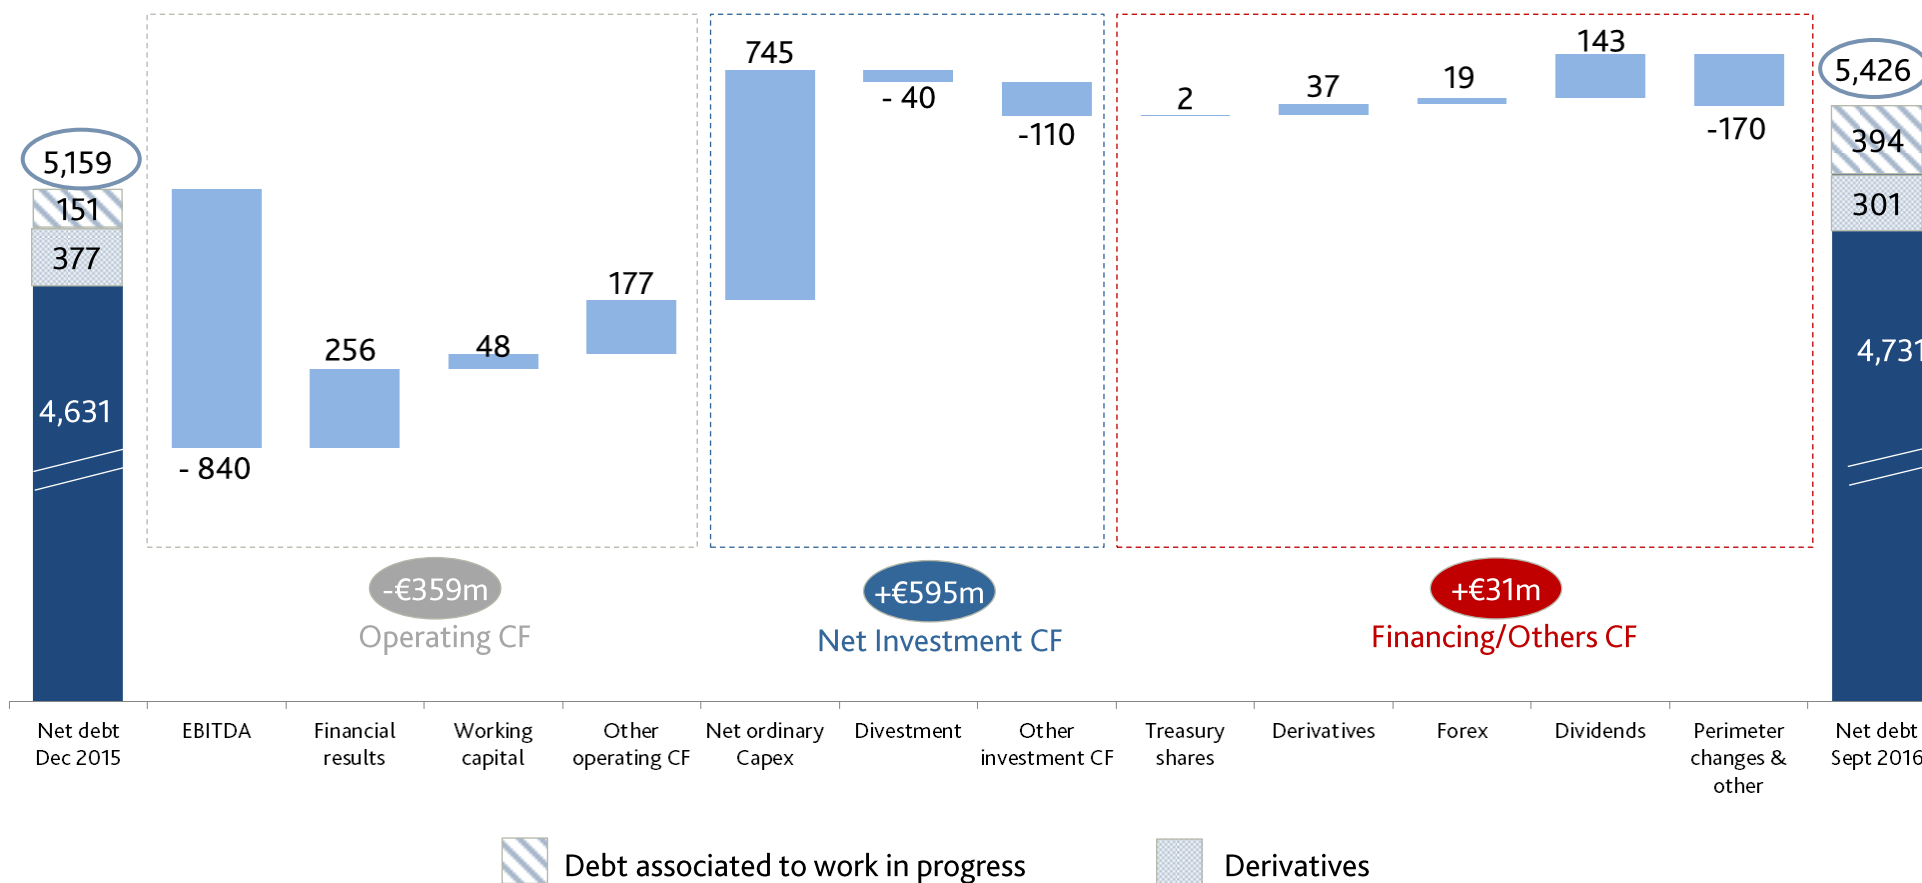 5,159
151
377
4,631
- 840
256
48
177
745
- 40
-110
2
37
19
143
-170
5,426
394
301
4,731
-€359m
Operating CF
+€595m
Net Investment CF
+€31m
Financing/Others CF
Net debt
Dec 2015
EBITDA
Financial
results
Working
capital
Other
operating CF
Net ordinary
Capex
Divestment
Other
investment CF
Treasury
shares
Derivatives
Forex
Dividends
Perimeter
changes &
other
Net debt
Sept 2016
Debt associated to work in progress
Derivatives